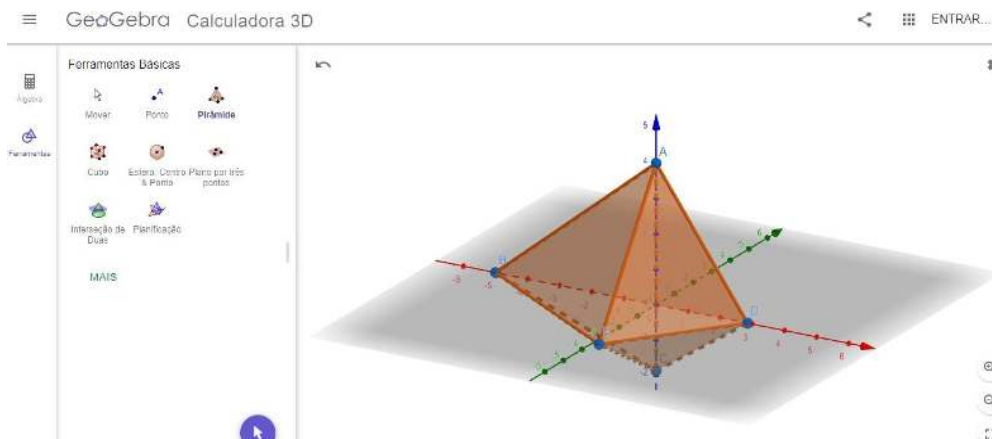 GeoGebra Calculadora 3D
ENTRAR...
Ferramentas Básicas
Álgebra
Ferramentas
Mover
Ponto
Pirâmide
Cubo
Esfera: Centro & Ponto
Plano por três pontos
Interseção de Duas
Planificação
MAIS
A
B
C
D
5
4
3
5
6